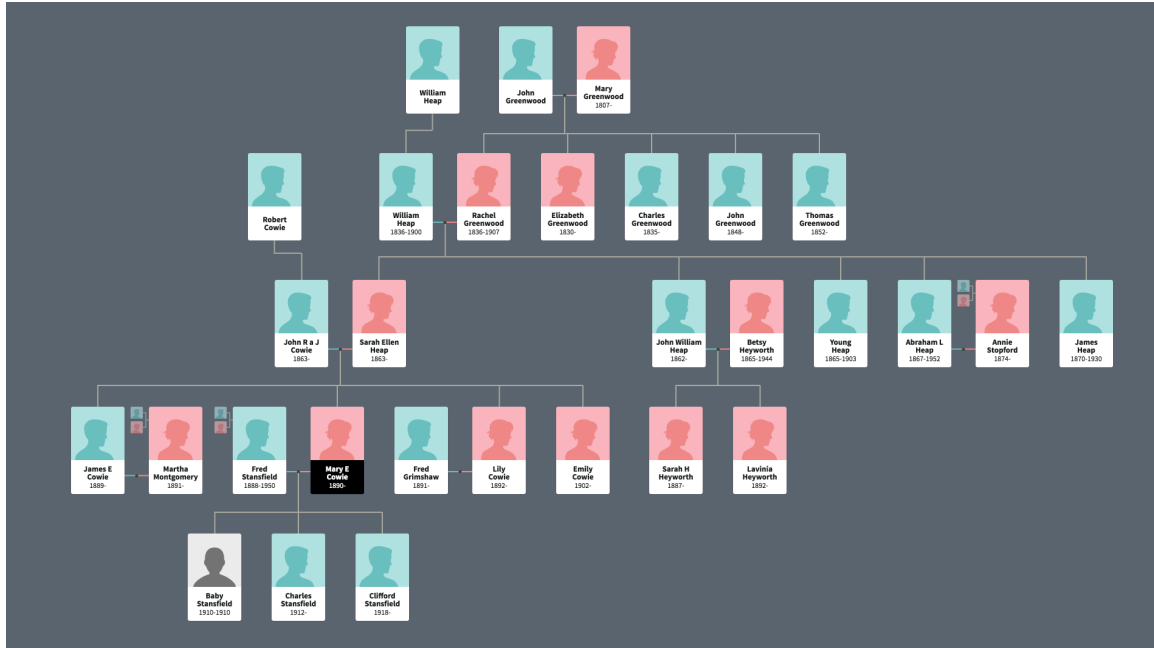 William
Heap
John
Greenwood
Mary
Greenwood
1807-
Robert
Cowie
William
Heap
1836-1900
Rachel
Greenwood
1836-1907
Elizabeth
Greenwood
1830-
Charles
Greenwood
1835-
John
Greenwood
1848-
Thomas
Greenwood
1852-
John R a J
Cowie
1863-
Sarah Ellen
Heap
1863-
John William
Heap
1862-
Betsy
Heyworth
1865-1944
Young
Heap
1865-1903
Abraham L
Heap
1867-1952
Annie
Stopford
1874-
James
Heap
1870-1930
James E
Cowie
1889-
Martha
Montgomery
1891-
Fred
Stansfield
1888-1950
Mary E
Cowie
1890-
Fred
Grimshaw
1891-
Lily
Cowie
1892-
Emily
Cowie
1902-
Sarah H
Heyworth
1887-
Lavinia
Heyworth
1892-
Baby
Stansfield
1910-1910
Charles
Stansfield
1912-
Clifford
Stansfield
1918-